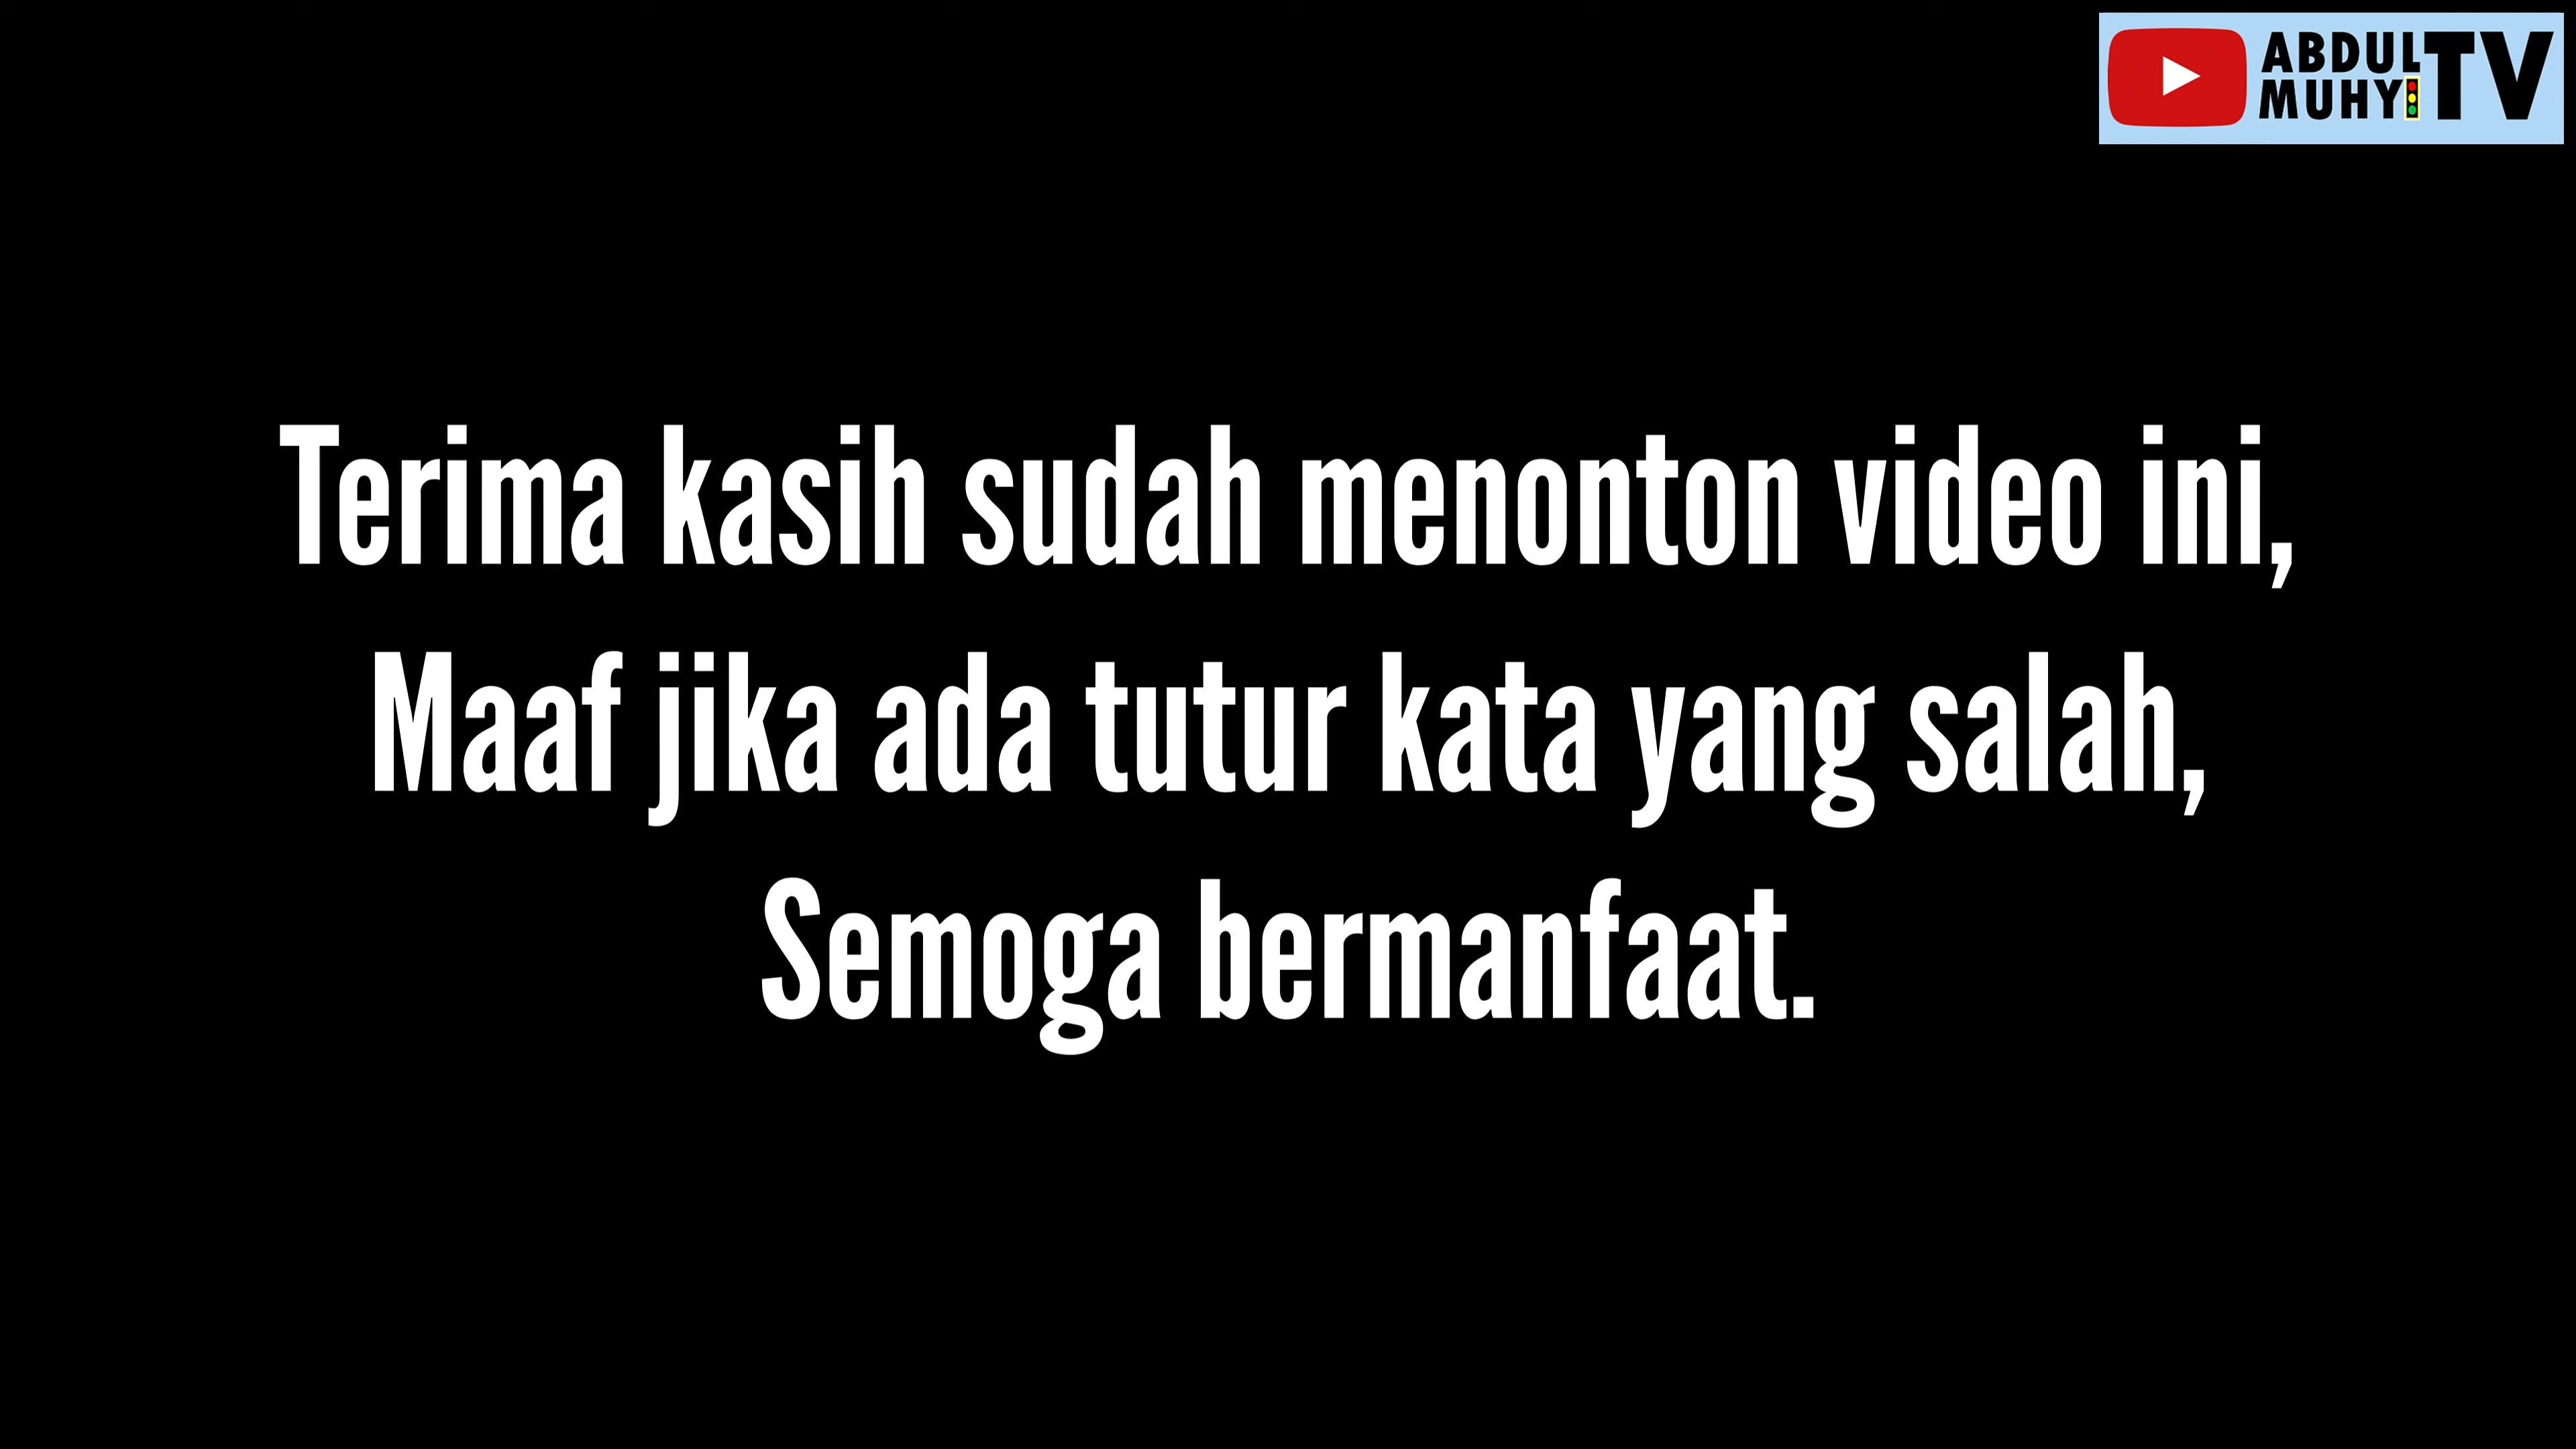 ABDUL
MUHYI TV
Terima kasih sudah menonton video ini,
Maaf jika ada tutur kata yang salah,
Semoga bermanfaat.